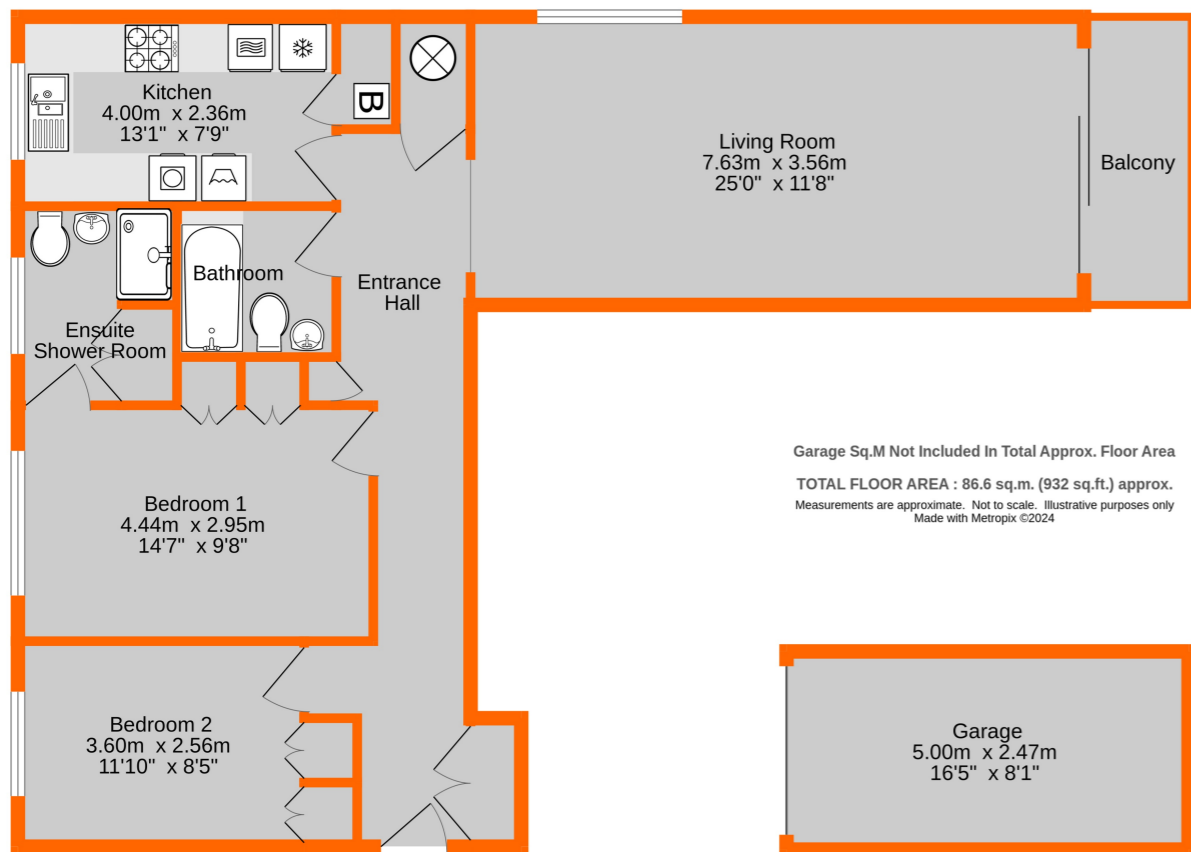 Kitchen
4.00m x 2.36m
13'1" x 7'9"
B
Living Room
7.63m x 3.56m
25'0" x 11'8"
Balcony
Bathroom
Entrance
Hall
Ensuite
Shower Room
Bedroom 1
4.44m x 2.95m
14'7" x 9'8"
Garage Sq.M Not Included In Total Approx. Floor Area
TOTAL FLOOR AREA : 86.6 sq.m. (932 sq.ft.) approx.
Measurements are approximate. Not to scale. Illustrative purposes only
Made with Metropix ©2024
Bedroom 2
3.60m x 2.56m
11'10" x 8'5"
Garage
5.00m x 2.47m
16'5" x 8'1"